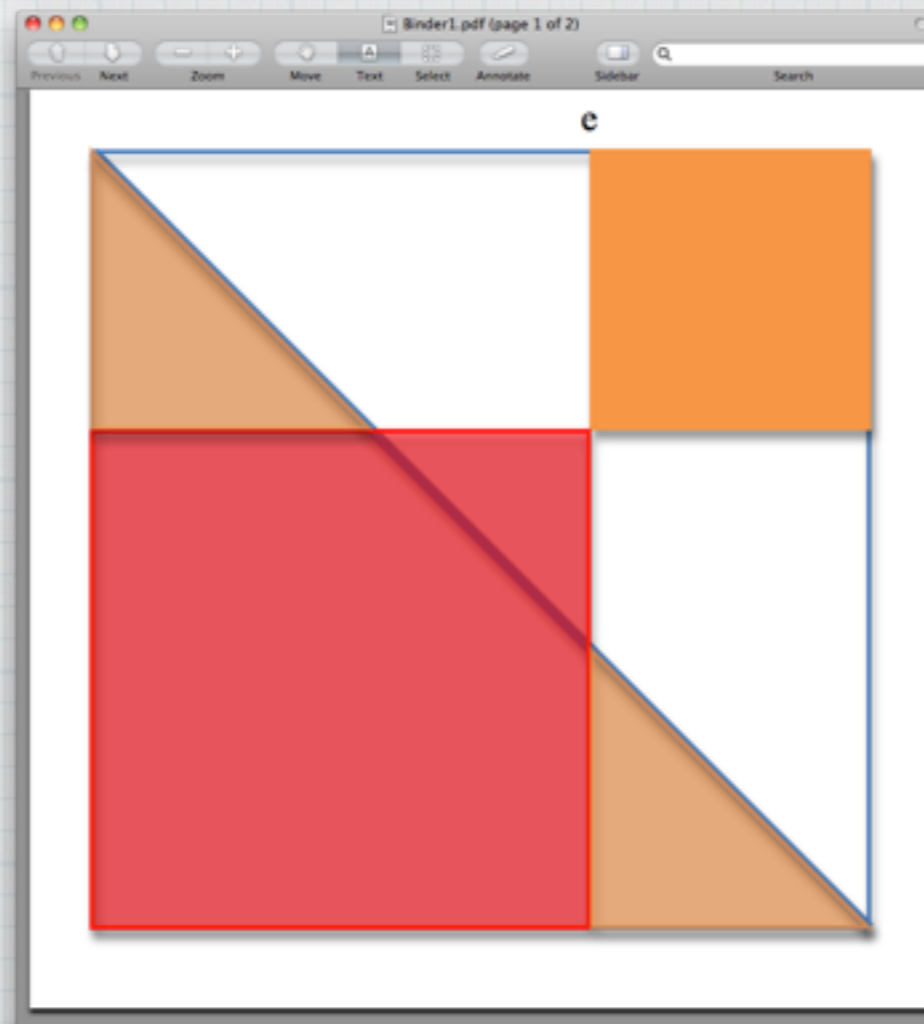 Binder1.pdf (page 1 of 2)
Previous Next Zoom Move Text Select Annotate Sidebar Search
e